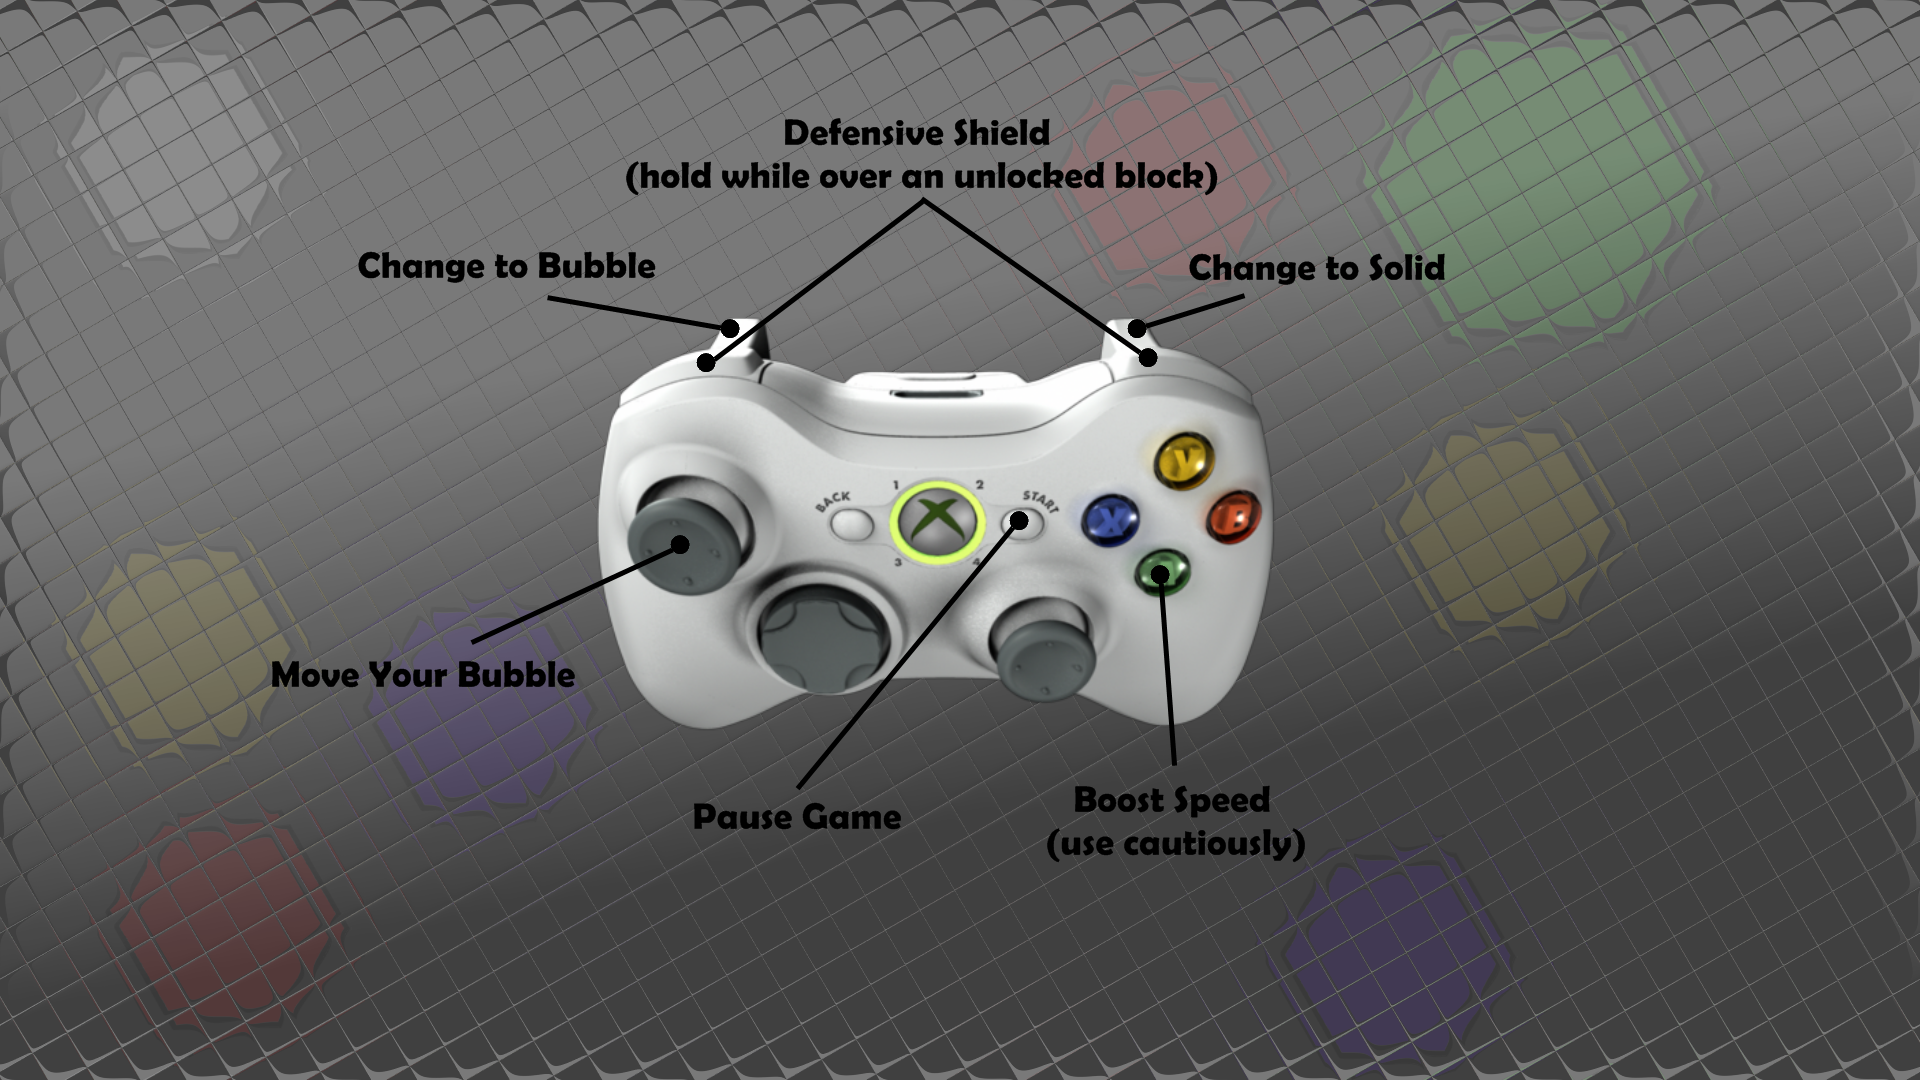 Defensive Shield
(hold while over an unlocked block)
Change to Bubble
Change to Solid
Y
BACK
1
2
START
X
B
3
4
Move Your Bubble
Pause Game
Boost Speed
(use cautiously)